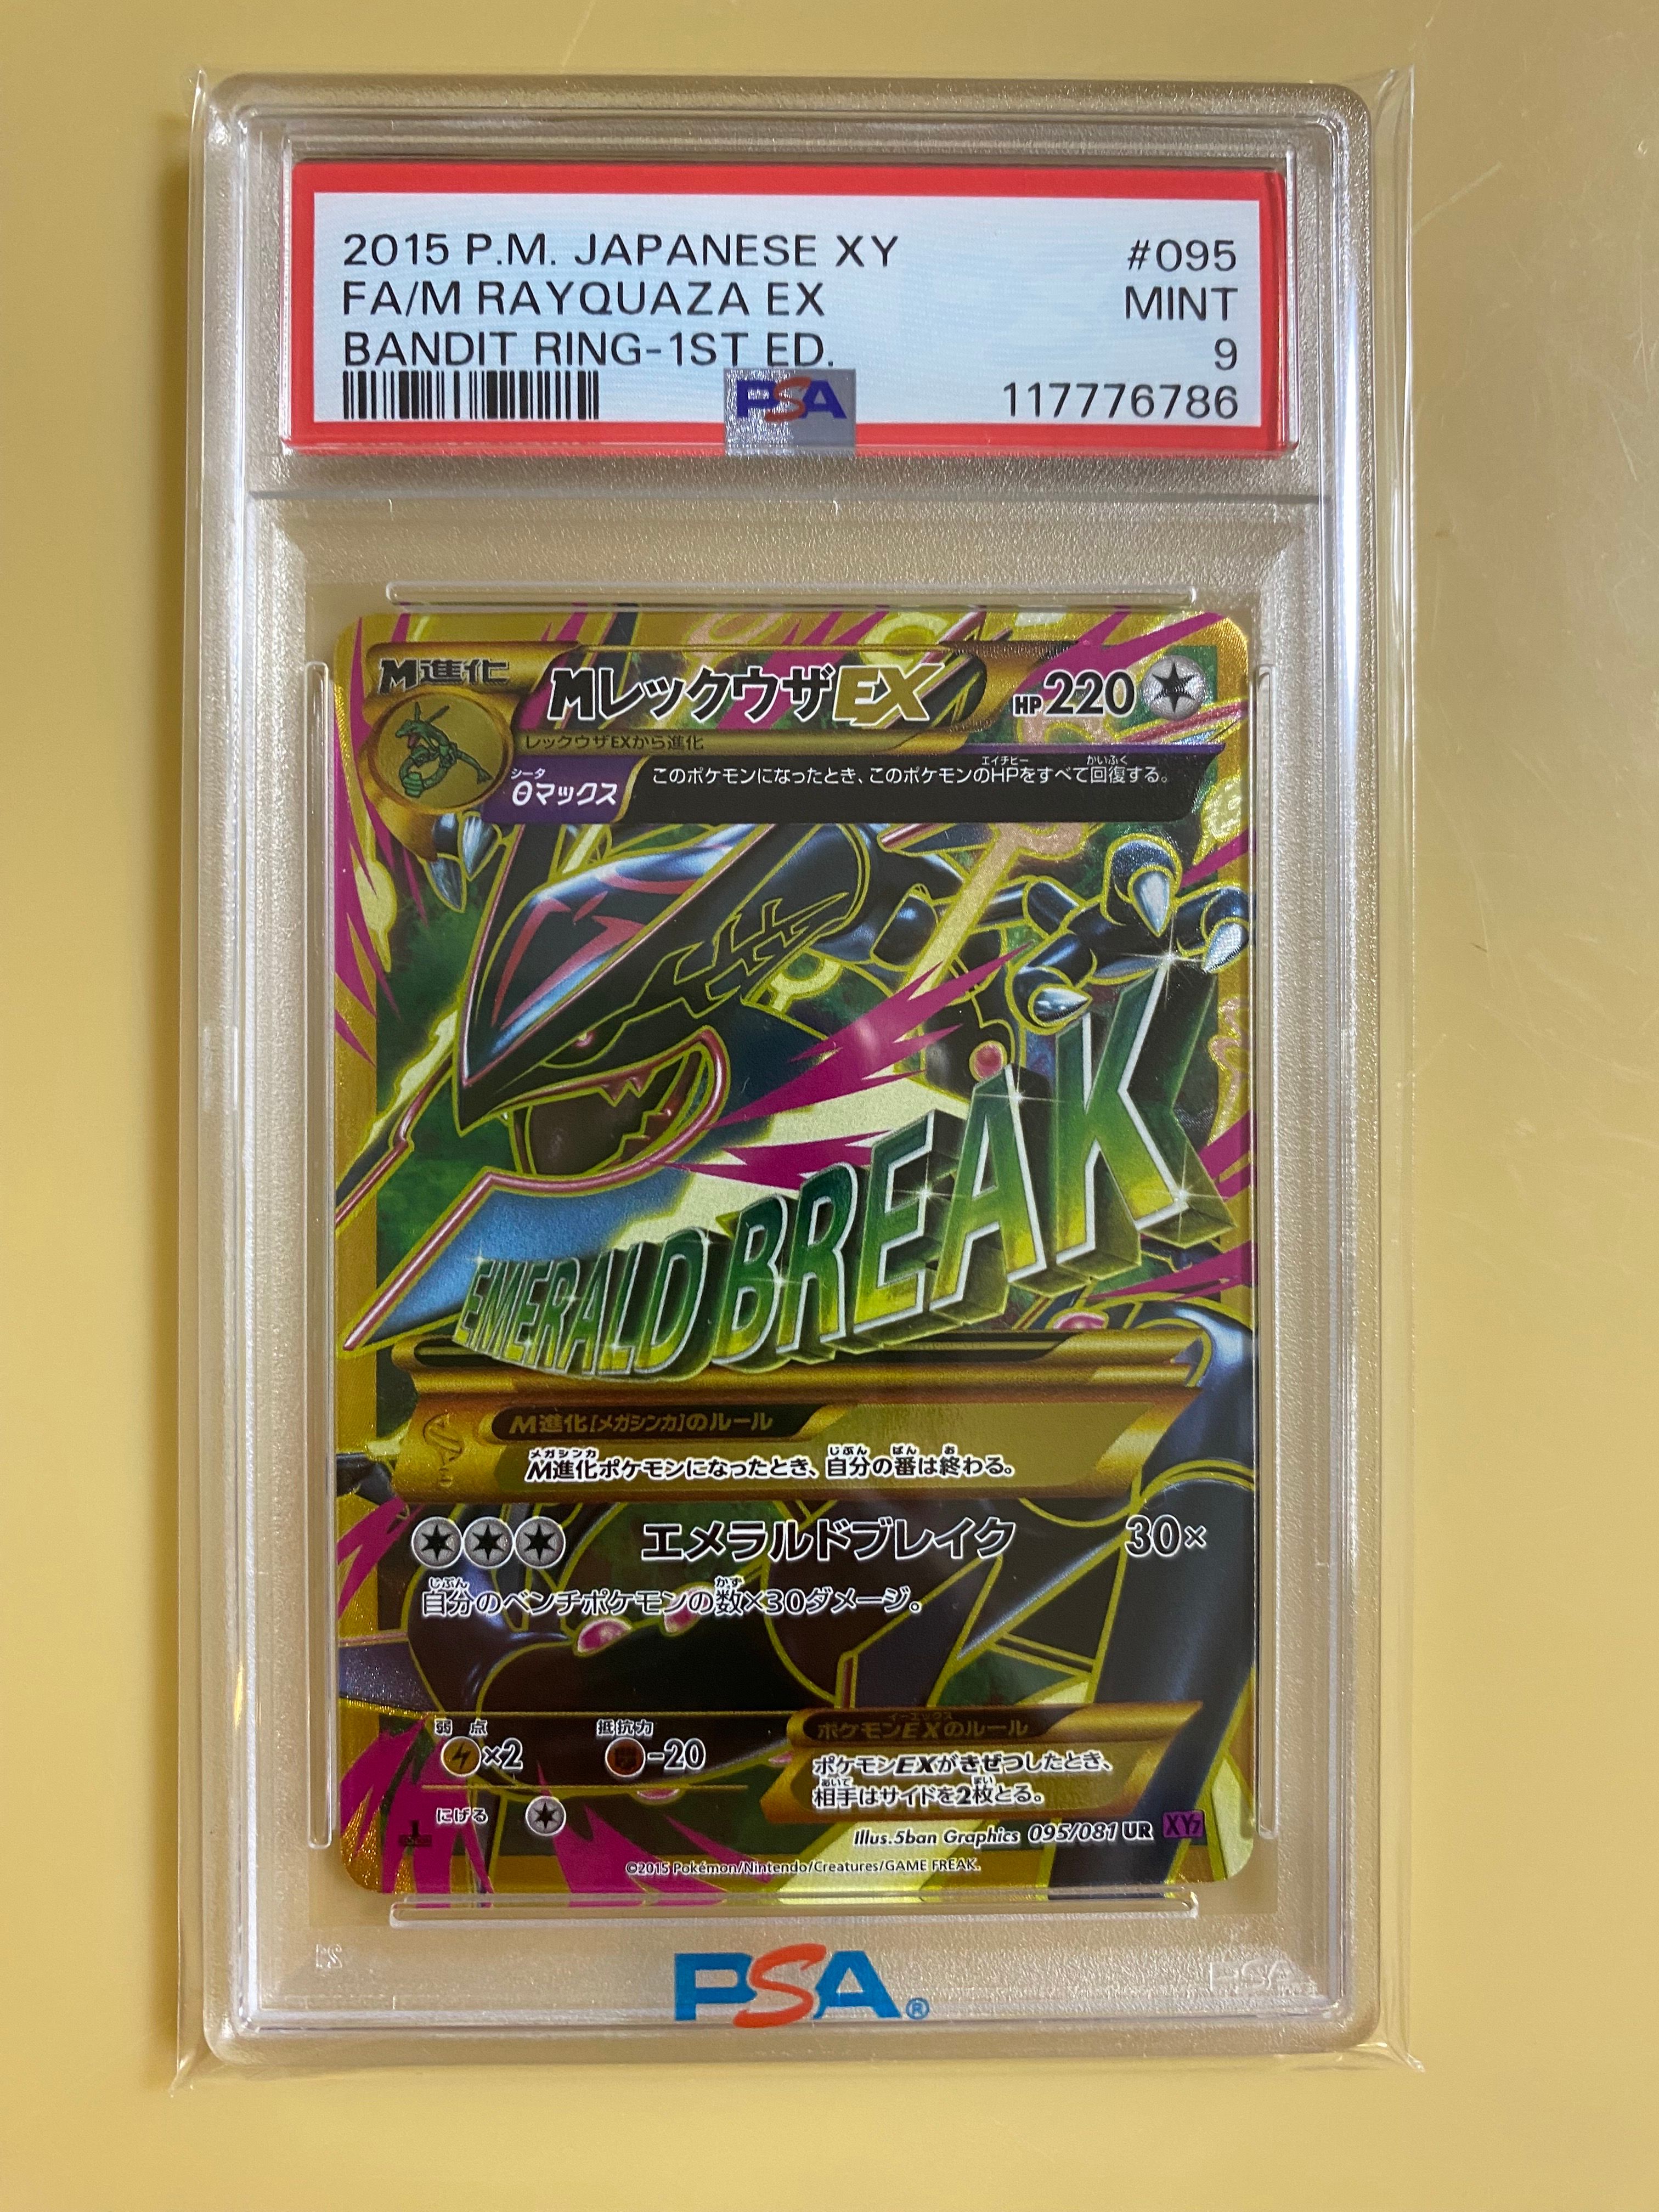 2015 P.M. JAPANESE XY #095
FA/M RAYQUAZA EX MINT
BANDIT RING-1ST ED. 9
117776786
PSA
M進化
MレックウザEX HP220
レックウザEXから進化
シータ
θマックス
エイチピー かいふく
このポケモンになったとき、このポケモンのHPをすべて回復する。
EMERALD BREAK
M進化[メガシンカ]のルール
メガシンカ じぶん ばん お
M進化ポケモンになったとき、自分の番は終わる。
エメラルドブレイク 30×
じぶん かず
自分のベンチポケモンの数×30ダメージ。
弱点 抵抗力
×2 -20
にげる
イーエックス
ポケモンEXのルール
ポケモンEXがきぜつしたとき、
あいて まい
相手はサイドを2枚とる。
1
Illus.5ban Graphics 095/081 UR XY7
©2015 Pokémon/Nintendo/Creatures/GAME FREAK.
PSA®
PSA